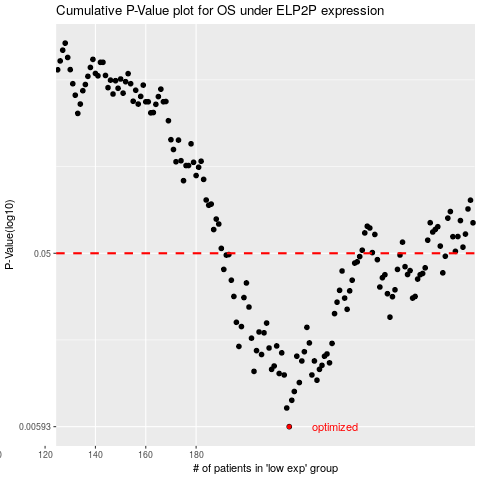 Cumulative P-Value plot for OS under ELP2P expression
P-Value(log10)
0.05
0.00593
optimized
0
120
140
160
180
# of patients in 'low exp' group